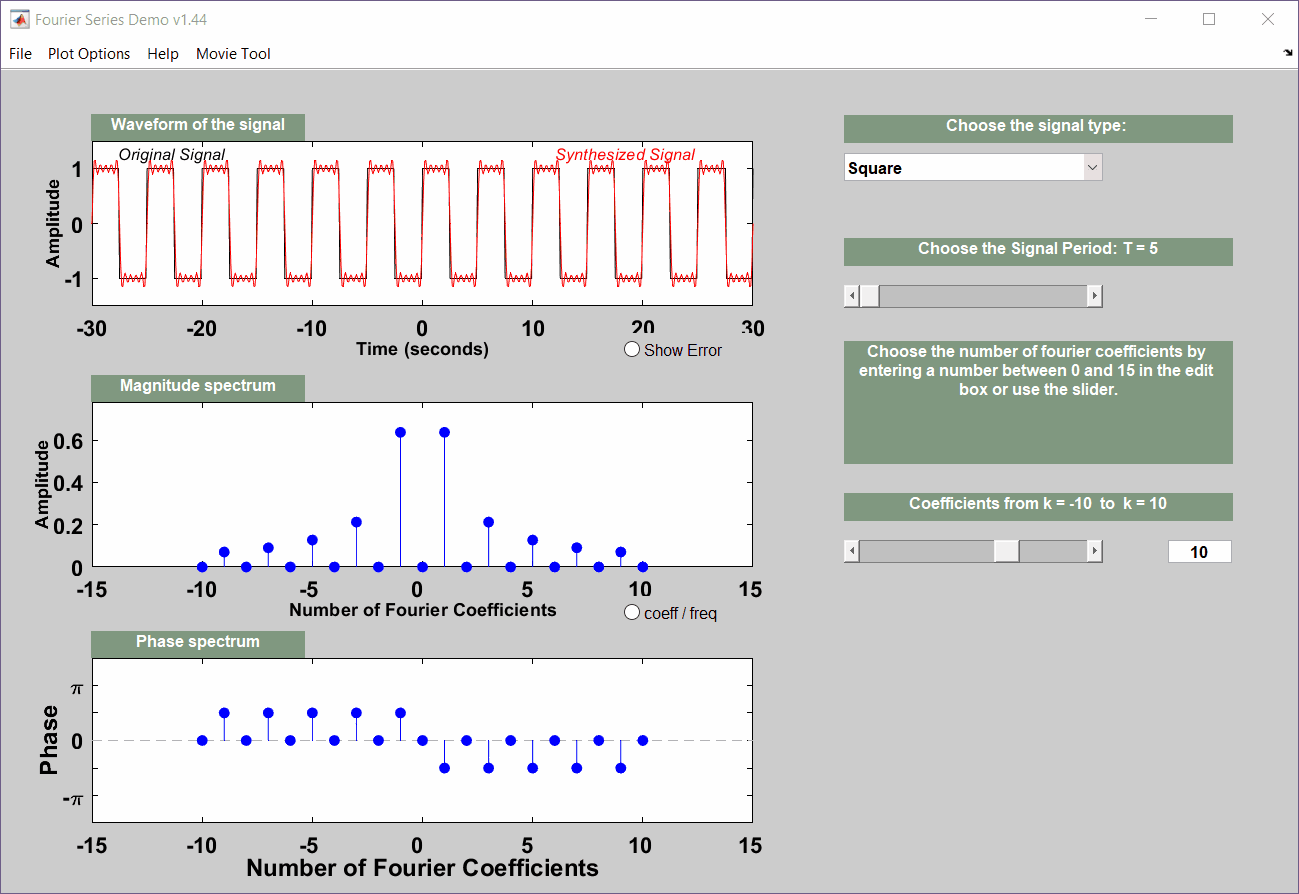 Fourier Series Demo v1.44
File Plot Options Help Movie Tool
Waveform of the signal
Original Signal Synthesized Signal
Amplitude
1
0
-1
-30 -20 -10 0 10 20 30
Time (seconds)
Show Error
Magnitude spectrum
Amplitude
0.6
0.4
0.2
0
-15 -10 -5 0 5 10 15
Number of Fourier Coefficients
coeff / freq
Phase spectrum
Phase
π
0
-π
-15 -10 -5 0 5 10 15
Number of Fourier Coefficients
Choose the signal type:
Square
Choose the Signal Period: T = 5
Choose the number of fourier coefficients by
entering a number between 0 and 15 in the edit
box or use the slider.
Coefficients from k = -10 to k = 10
10